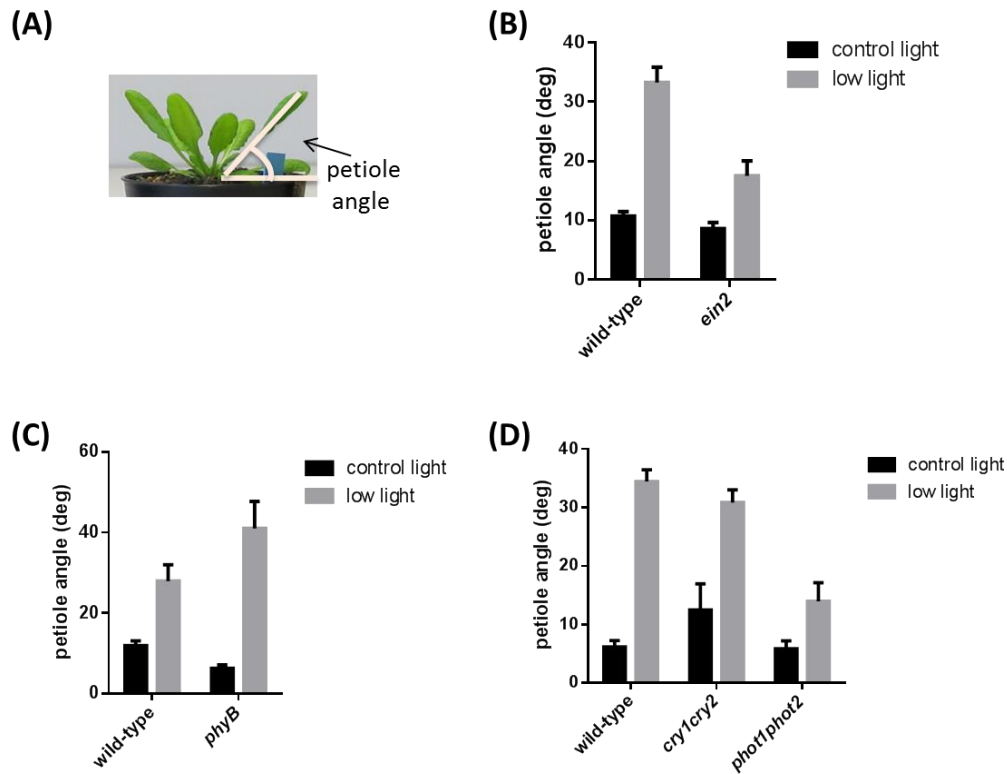 (A)
petiole
angle
(B)
petiole angle (deg)
40
30
20
10
0
wild-type
ein2
control light
low light
(C)
petiole angle (deg)
60
40
20
0
wild-type
phyB
control light
low light
(D)
petiole angle (deg)
40
30
20
10
0
wild-type
cry1cry2
phot1phot2
control light
low light